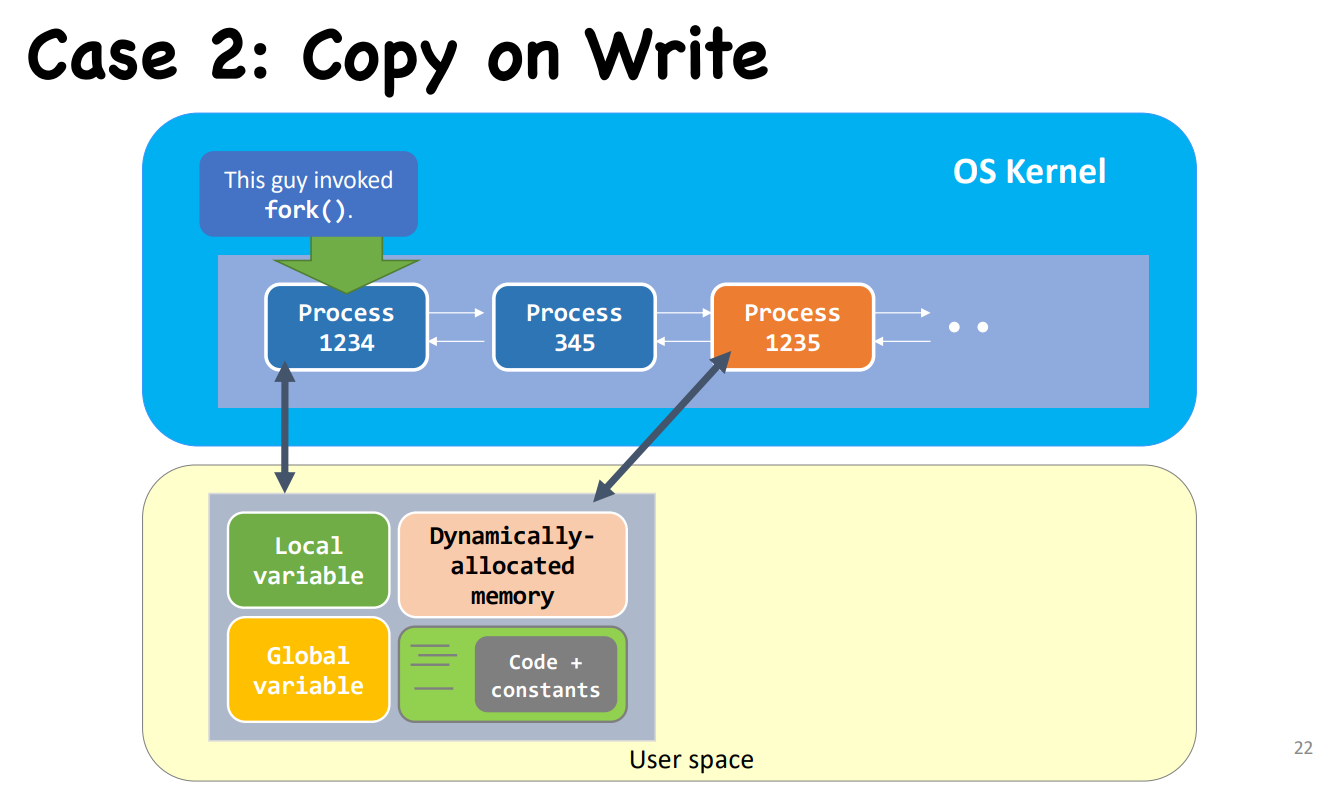 Case 2: Copy on Write
This guy invoked
fork().
OS Kernel
Process
1234
Process
345
Process
1235
Local
variable
Dynamically-
allocated
memory
Global
variable
Code +
constants
User space
22